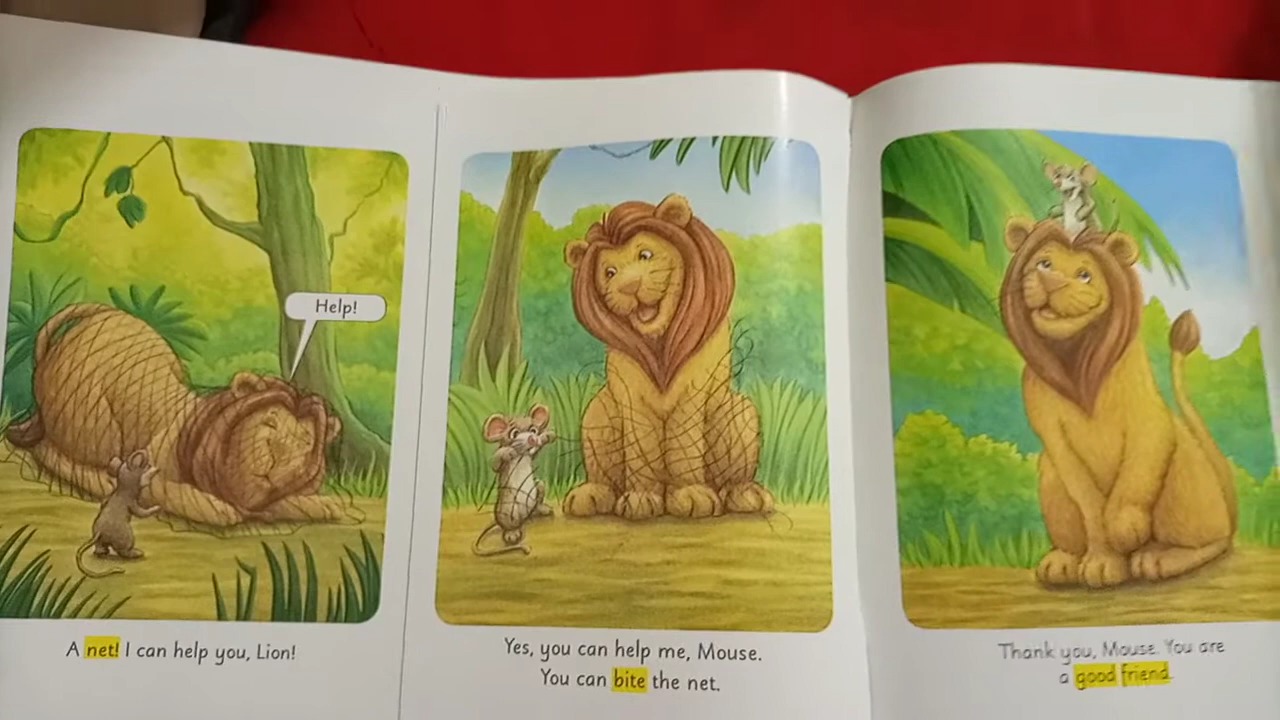 Help!
A net! I can help you, Lion!
Yes, you can help me, Mouse.
You can bite the net.
Thank you, Mouse. You are
a good friend.